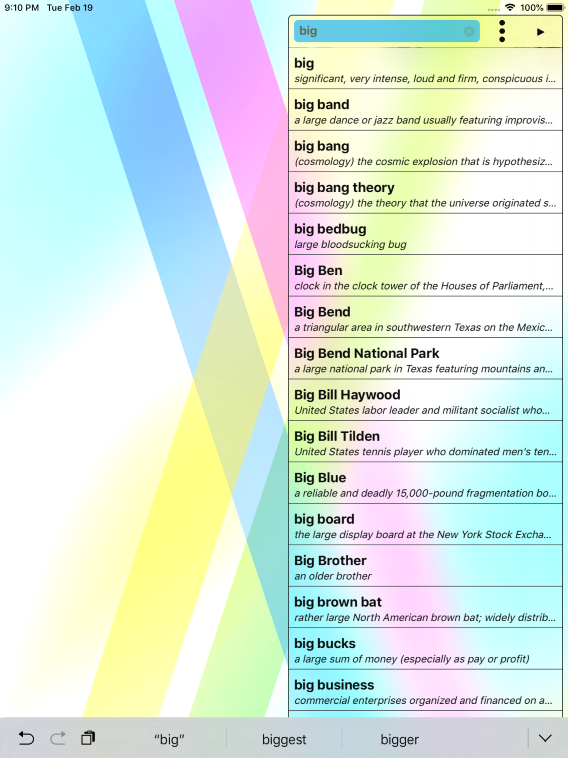 9:10 PM Tue Feb 19
100%
big
big
significant, very intense, loud and firm, conspicuous i...
big band
a large dance or jazz band usually featuring improvis...
big bang
(cosmology) the cosmic explosion that is hypothesiz...
big bang theory
(cosmology) the theory that the universe originated s...
big bedbug
large bloodsucking bug
Big Ben
clock in the clock tower of the Houses of Parliament,...
Big Bend
a triangular area in southwestern Texas on the Mexic...
Big Bend National Park
a large national park in Texas featuring mountains an...
Big Bill Haywood
United States labor leader and militant socialist who...
Big Bill Tilden
United States tennis player who dominated men's ten...
Big Blue
a reliable and deadly 15,000-pound fragmentation bo...
big board
the large display board at the New York Stock Excha...
Big Brother
an older brother
big brown bat
rather large North American brown bat; widely distrib...
big bucks
a large sum of money (especially as pay or profit)
big business
commercial enterprises organized and financed on a...
“big” biggest bigger